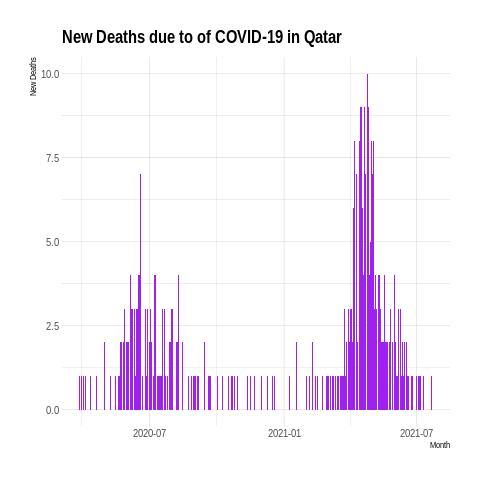 New Deaths due to of COVID-19 in Qatar
New Deaths
10.0
7.5
5.0
2.5
0.0
2020-07
2021-01
2021-07
Month